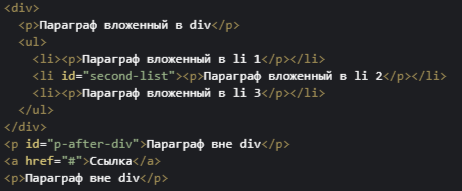 <div>
<p>Параграф вложенный в div</p>
<ul>
<li><p>Параграф вложенный в li 1</p></li>
<li id="second-list"><p>Параграф вложенный в li 2</p></li>
<li><p>Параграф вложенный в li 3</p></li>
</ul>
</div>
<p id="p-after-div">Параграф вне div</p>
<a href="#">Ссылка</a>
<p>Параграф вне div</p>